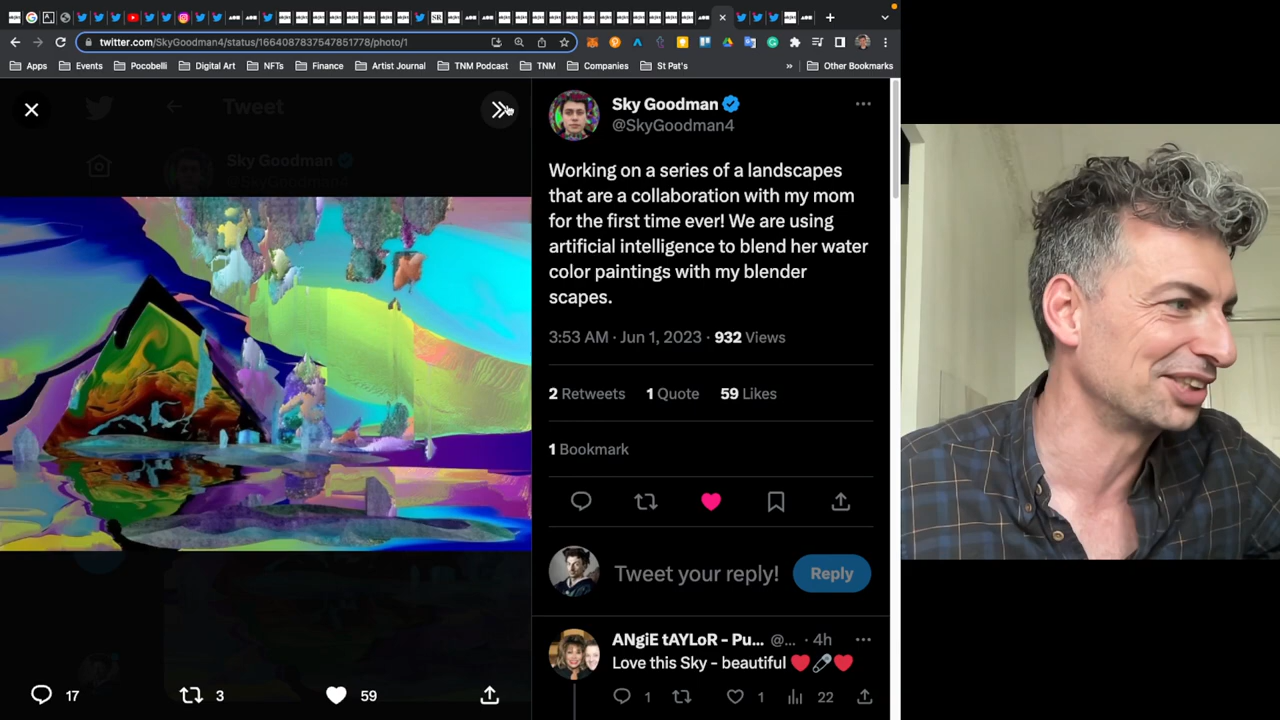 twitter.com/SkyGoodman4/status/1664087837547851778/photo/1
Apps
Events
Pocobelli
Digital Art
NFTs
Finance
Artist Journal
TNM Podcast
TNM
Companies
St Pat's
»
Other Bookmarks
Tweet
Sky Goodman
@SkyGoodman4
Sky Goodman
@SkyGoodman4
Working on a series of a landscapes
that are a collaboration with my mom
for the first time ever! We are using
artificial intelligence to blend her water
color paintings with my blender
scapes.
3:53 AM · Jun 1, 2023 · 932 Views
2 Retweets 1 Quote 59 Likes
1 Bookmark
Tweet your reply!
Reply
ANgiE tAYLoR - Pu... @... · 4h
Love this Sky - beautiful
1 1 22
17 3 59